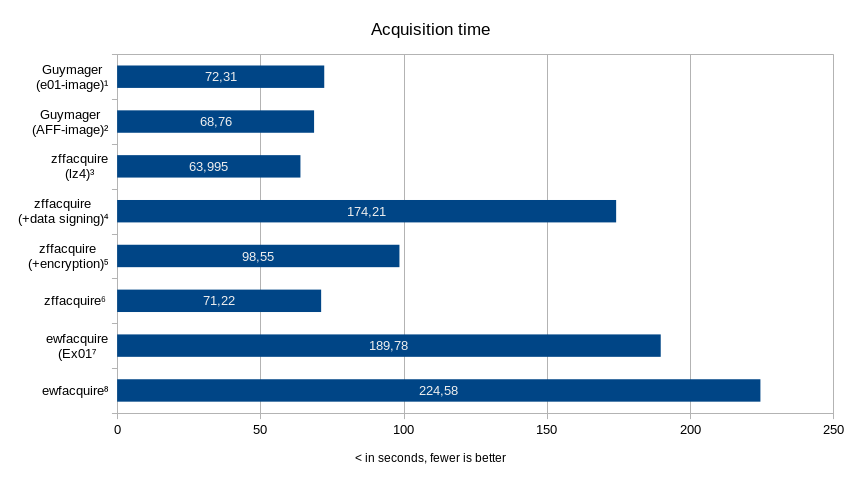 Acquisition time
Guymager
(e01-image)¹
72,31
Guymager
(AFF-image)²
68,76
zffacquire
(lz4)³
63,995
zffacquire
(+data signing)⁴
174,21
zffacquire
(+encryption)⁵
98,55
zffacquire⁶
71,22
ewfacquire
(Ex01⁷
189,78
ewfacquire⁸
224,58
0 50 100 150 200 250
< in seconds, fewer is better